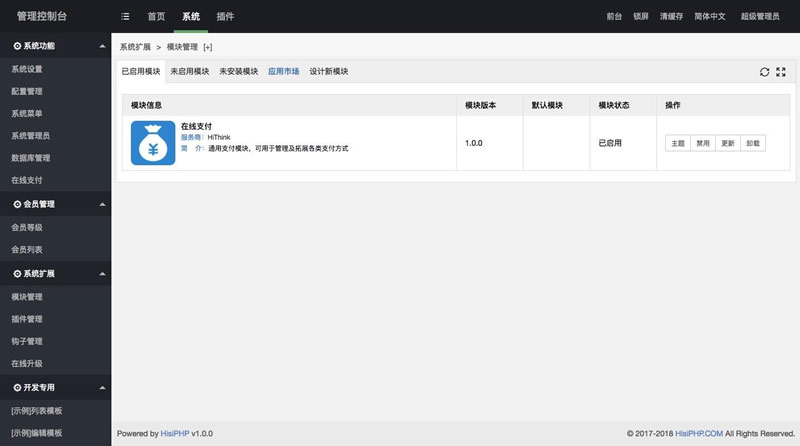 管理控制台 首页 系统 插件 前台 锁屏 清缓存 简体中文 超级管理员
系统功能
系统设置
配置管理
系统菜单
系统管理员
数据库管理
在线支付
会员管理
会员等级
会员列表
系统扩展
模块管理
插件管理
钩子管理
在线升级
开发专用
[示例]列表模板
[示例]编辑模板
系统扩展 > 模块管理 [+]
已启用模块 未启用模块 未安装模块 应用市场 设计新模块
模块信息 模块版本 默认模块 模块状态 操作
在线支付
服务商：HiThink
简 介：通用支付模块，可用于管理及拓展各类支付方式
1.0.0 已启用 主题 禁用 更新 卸载
Powered by HisiPHP v1.0.0 © 2017-2018 HisiPHP.COM All Rights Reserved.